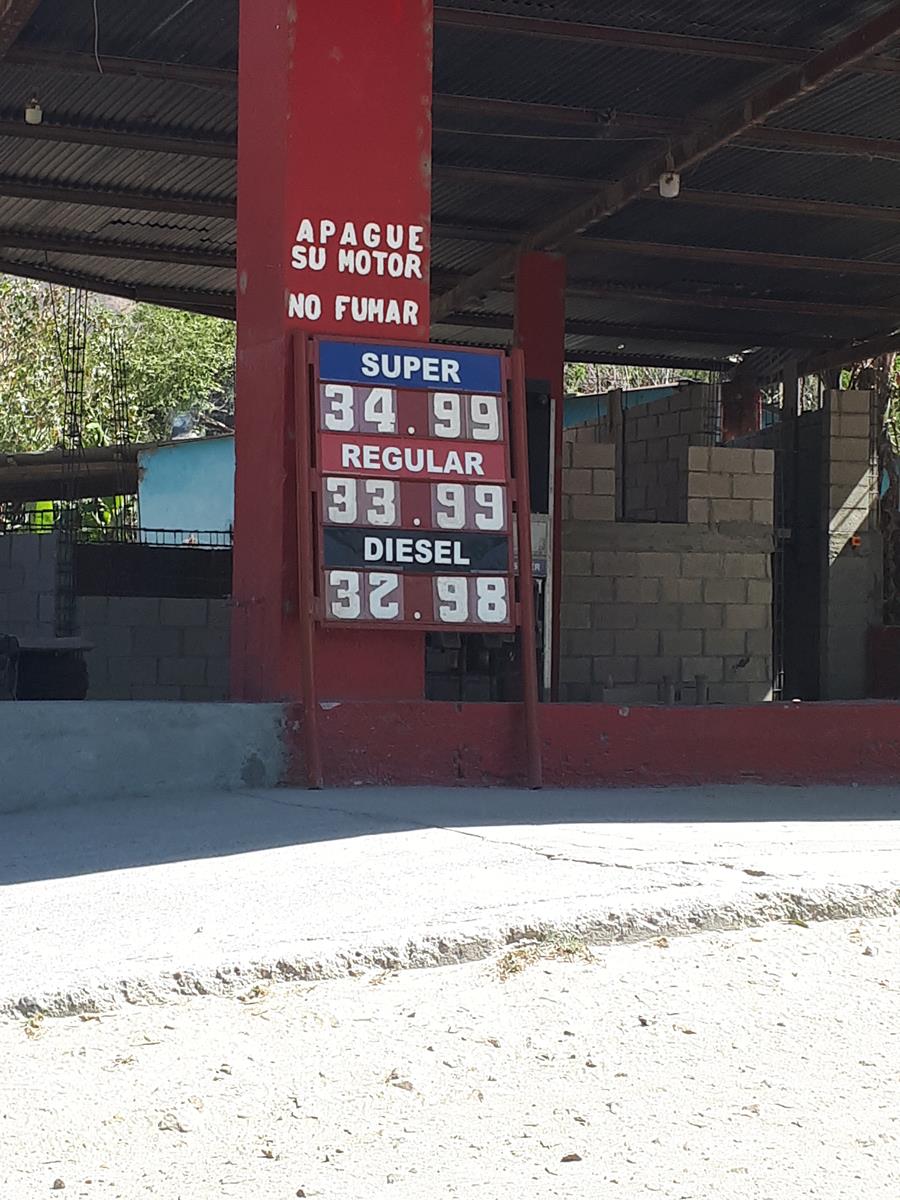 APAGUE
SU MOTOR
NO FUMAR
SUPER
34.99
REGULAR
33.99
DIESEL
32.98